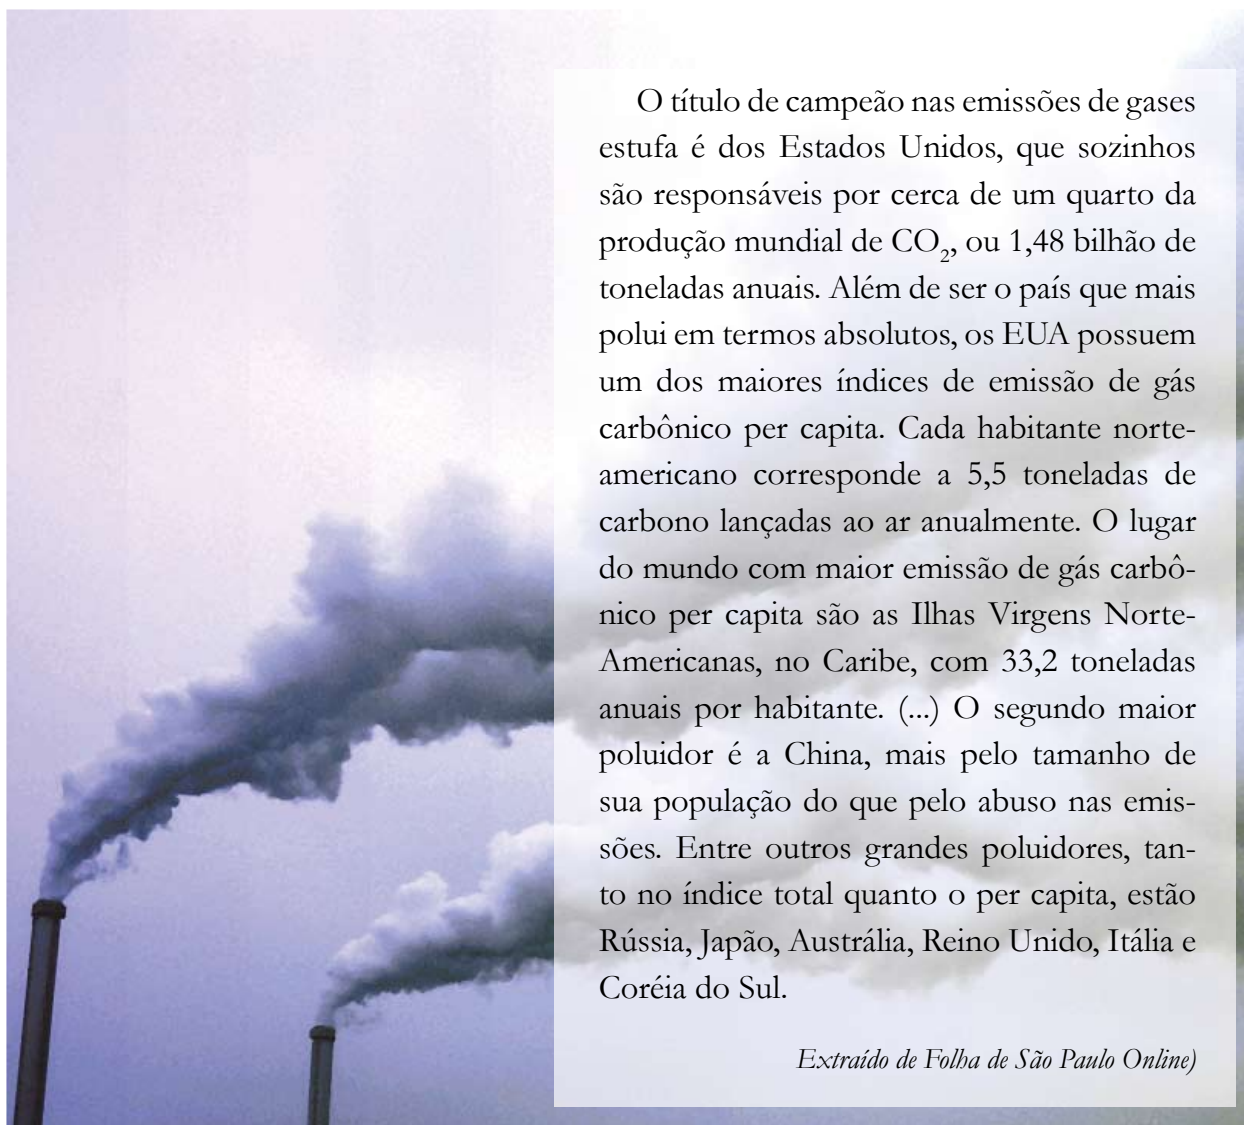 O título de campeão nas emissões de gases
estufa é dos Estados Unidos, que sozinhos
são responsáveis por cerca de um quarto da
produção mundial de CO₂, ou 1,48 bilhão de
toneladas anuais. Além de ser o país que mais
polui em termos absolutos, os EUA possuem
um dos maiores índices de emissão de gás
carbônico per capita. Cada habitante norte-
americano corresponde a 5,5 toneladas de
carbono lançadas ao ar anualmente. O lugar
do mundo com maior emissão de gás carbô-
nico per capita são as Ilhas Virgens Norte-
Americanas, no Caribe, com 33,2 toneladas
anuais por habitante. (...) O segundo maior
poluidor é a China, mais pelo tamanho de
sua população do que pelo abuso nas emis-
sões. Entre outros grandes poluidores, tan-
to no índice total quanto o per capita, estão
Rússia, Japão, Austrália, Reino Unido, Itália e
Coréia do Sul.
Extraído de Folha de São Paulo Online)